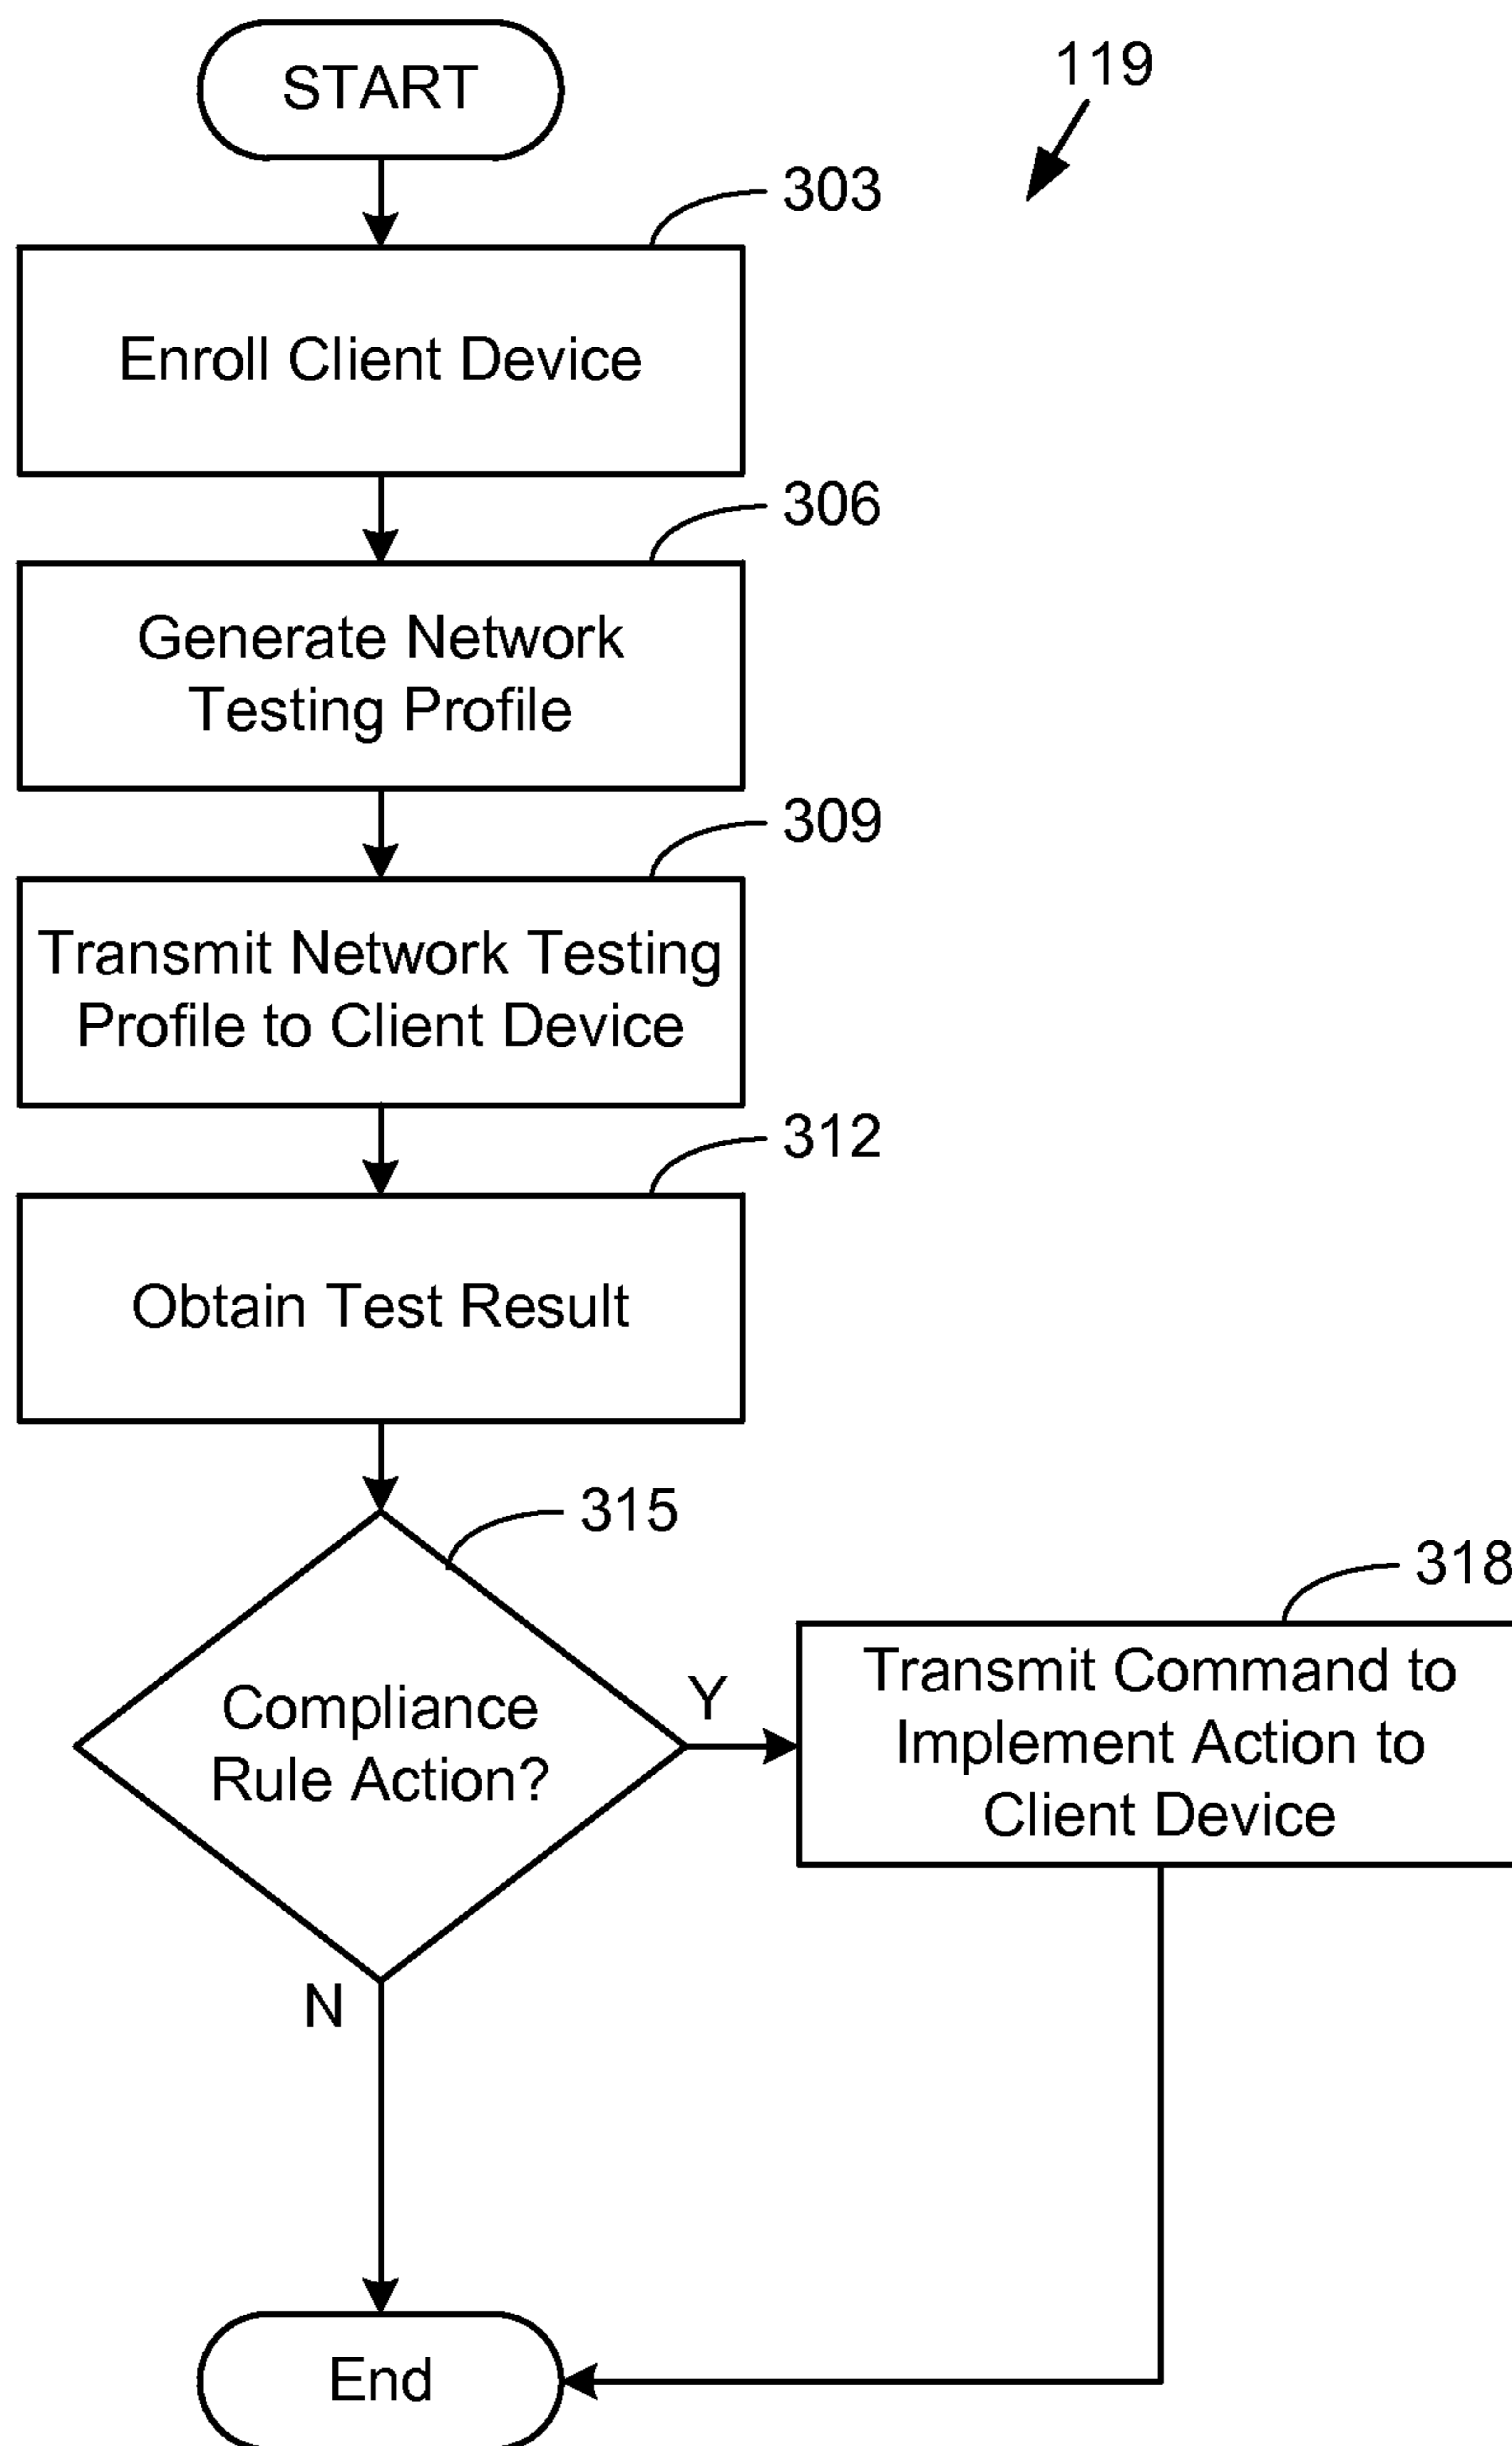 START
119
303
Enroll Client Device
306
Generate Network
Testing Profile
309
Transmit Network Testing
Profile to Client Device
312
Obtain Test Result
315
Compliance
Rule Action?
Y
318
Transmit Command to
Implement Action to
Client Device
N
End